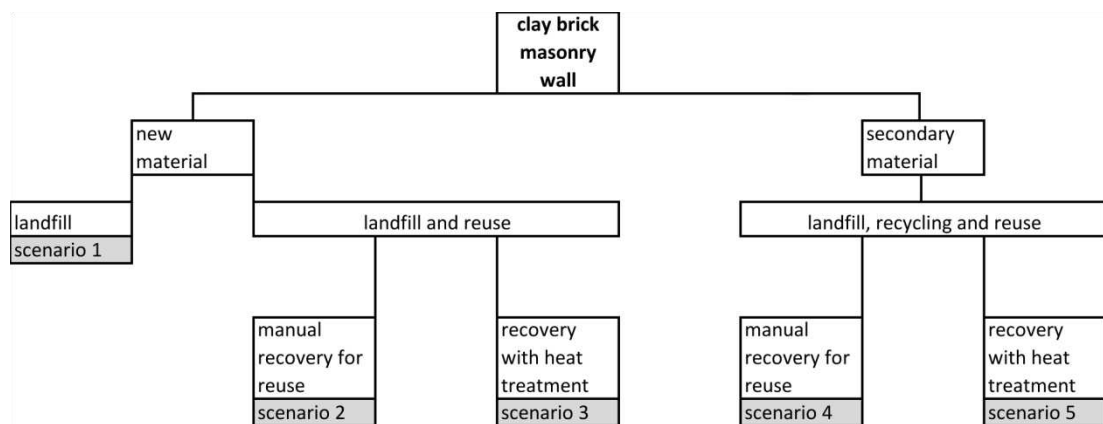 clay brick
masonry
wall
new
material
secondary
material
landfill
scenario 1
landfill and reuse
landfill, recycling and reuse
manual
recovery for
reuse
scenario 2
recovery
with heat
treatment
scenario 3
manual
recovery for
reuse
scenario 4
recovery
with heat
treatment
scenario 5